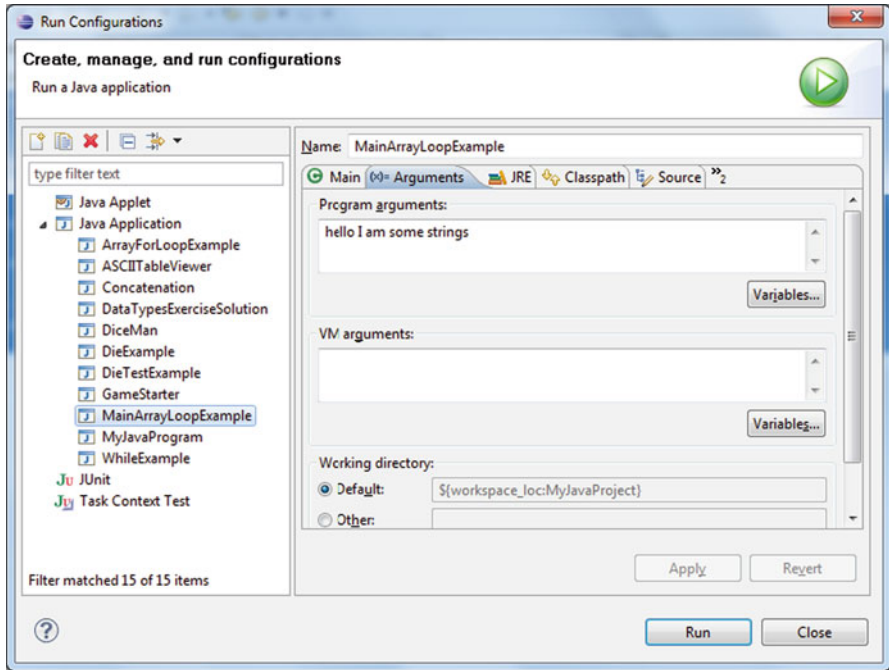 Run Configurations
Create, manage, and run configurations
Run a Java application
type filter text
Java Applet
Java Application
ArrayForLoopExample
ASCIITableViewer
Concatenation
DataTypesExerciseSolution
DiceMan
DieExample
DieTestExample
GameStarter
MainArrayLoopExample
MyJavaProgram
WhileExample
Ju JUnit
Task Context Test
Filter matched 15 of 15 items
Name: MainArrayLoopExample
Main (x)= Arguments JRE Classpath Source »2
Program arguments:
hello I am some strings
Variables...
VM arguments:
Variables...
Working directory:
Default: ${workspace_loc:MyJavaProject}
Other:
Apply Revert
? Run Close